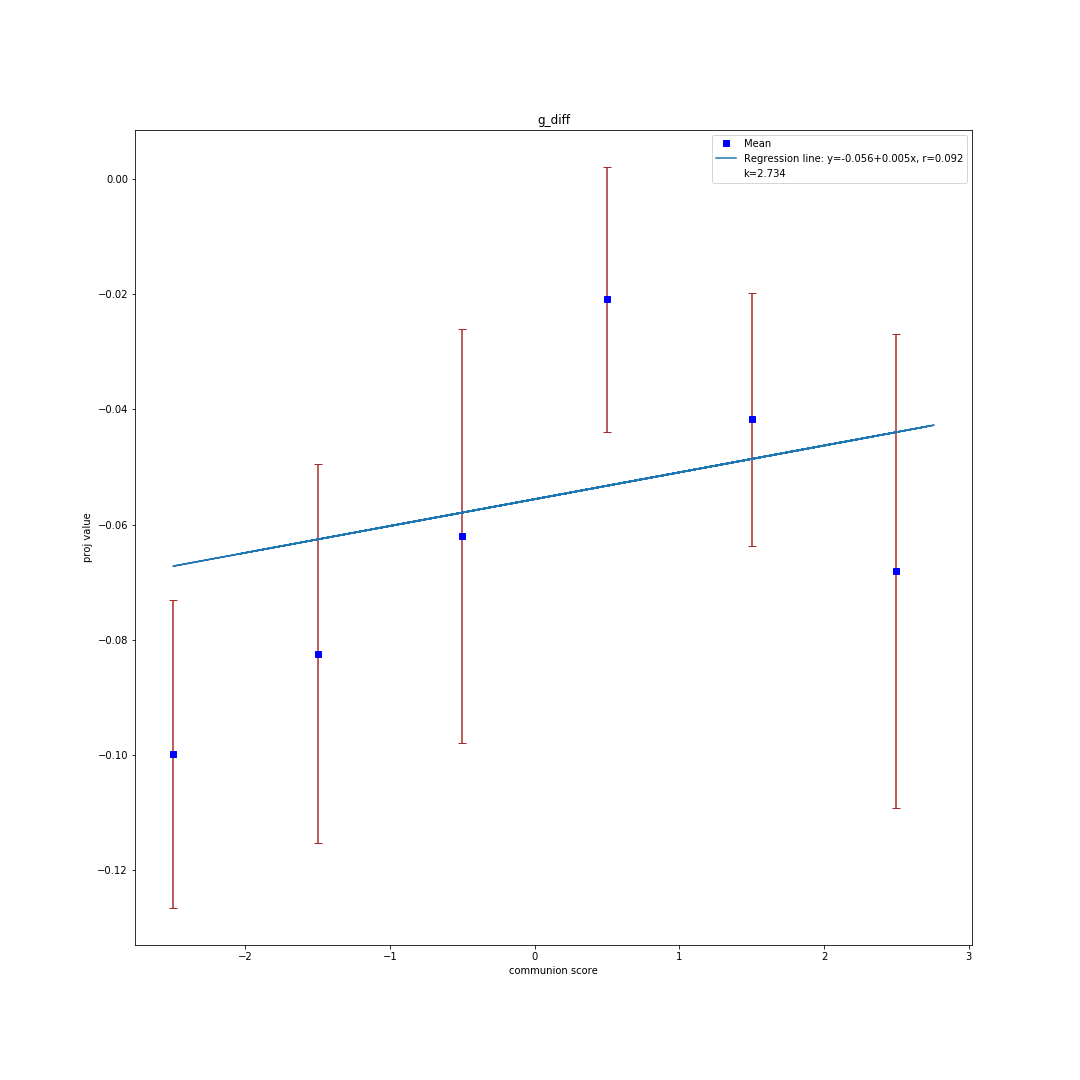 g_diff
Mean
Regression line: y=-0.056+0.005x, r=0.092
k=2.734
0.00
−0.02
−0.04
−0.06
−0.08
−0.10
−0.12
proj value
−2
−1
0
1
2
3
communion score